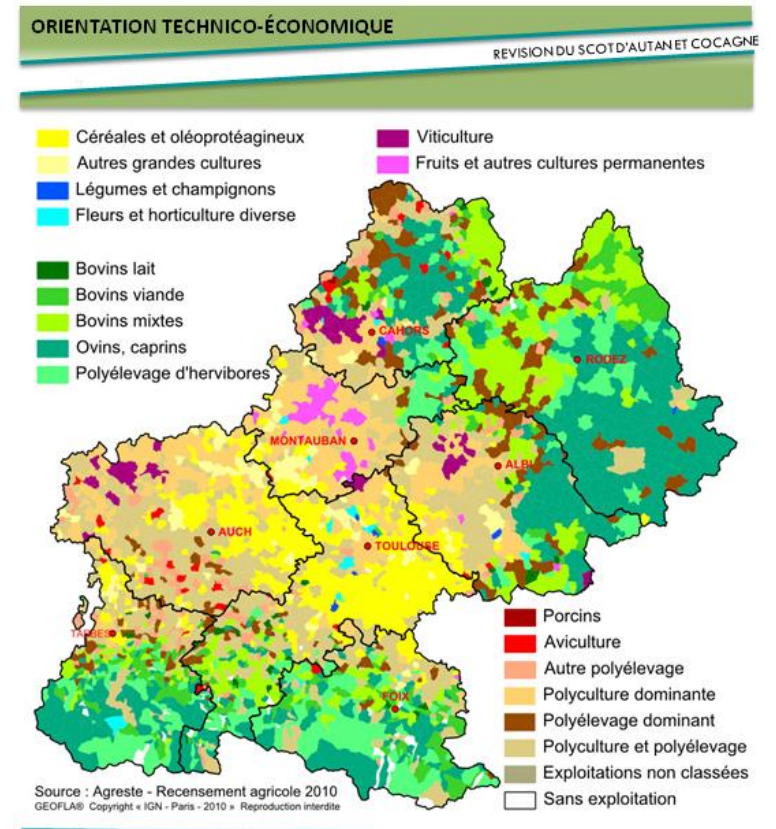 ORIENTATION TECHNICO-ÉCONOMIQUE
REVISION DU SCOT D'AUTAN ET COCAGNE
Céréales et oléoprotéagineux
Autres grandes cultures
Légumes et champignons
Fleurs et horticulture diverse
Viticulture
Fruits et autres cultures permanentes
Bovins lait
Bovins viande
Bovins mixtes
Ovins, caprins
Polyélevage d'hervibores
CAHORS
RODEZ
MONTAUBAN
ALBI
AUCH
TOULOUSE
TARBES
FOIX
Porcins
Aviculture
Autre polyélevage
Polyculture dominante
Polyélevage dominant
Polyculture et polyélevage
Exploitations non classées
Sans exploitation
Source : Agreste - Recensement agricole 2010
GEOFLA® Copyright « IGN - Paris - 2010 » Reproduction interdite